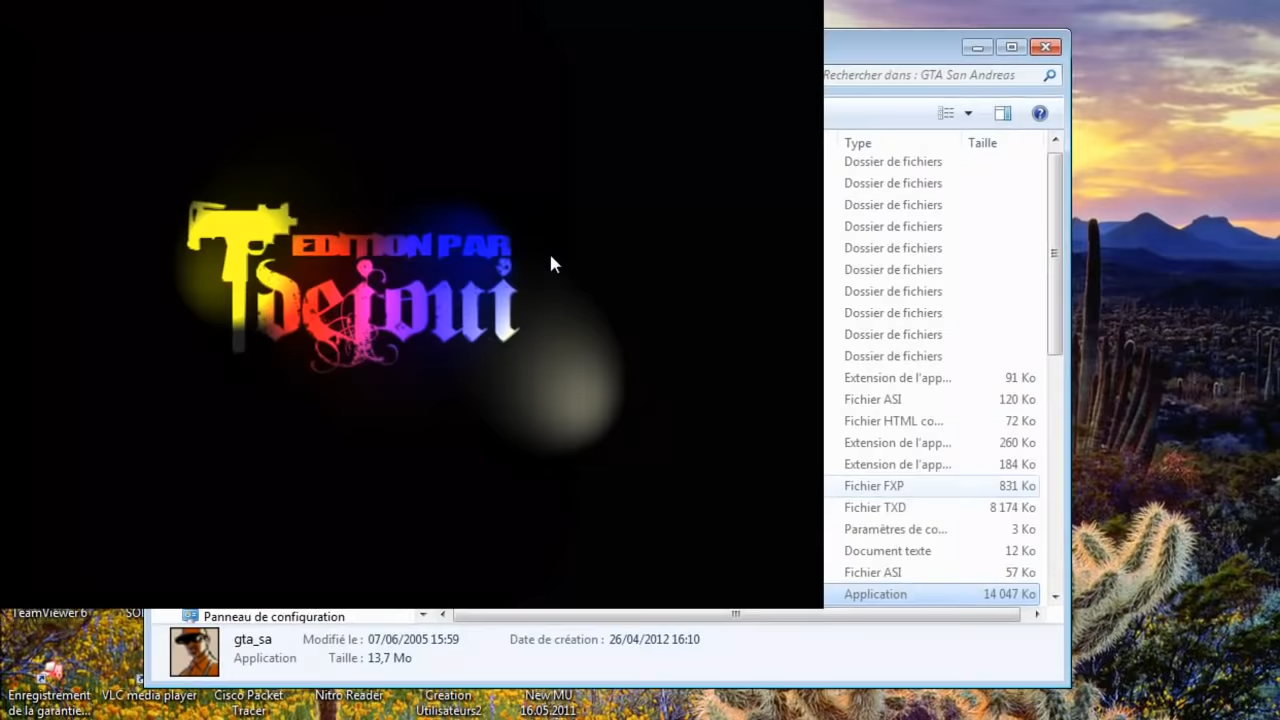 EDITION PAR
Tdejoui
Rechercher dans : GTA San Andreas
Type Taille
Dossier de fichiers
Dossier de fichiers
Dossier de fichiers
Dossier de fichiers
Dossier de fichiers
Dossier de fichiers
Dossier de fichiers
Dossier de fichiers
Dossier de fichiers
Dossier de fichiers
Extension de l'app... 91 Ko
Fichier ASI 120 Ko
Fichier HTML co... 72 Ko
Extension de l'app... 260 Ko
Extension de l'app... 184 Ko
Fichier FXP 831 Ko
Fichier TXD 8 174 Ko
Paramètres de co... 3 Ko
Document texte 12 Ko
Fichier ASI 57 Ko
Application 14 047 Ko
TeamViewer 6
Panneau de configuration
gta_sa Modifié le : 07/06/2005 15:59 Date de création : 26/04/2012 16:10
Application Taille : 13,7 Mo
Enregistrement de la garantie...
VLC media player
Cisco Packet Tracer
Nitro Reader
Creation Utilisateurs2
New MU 16.05.2011